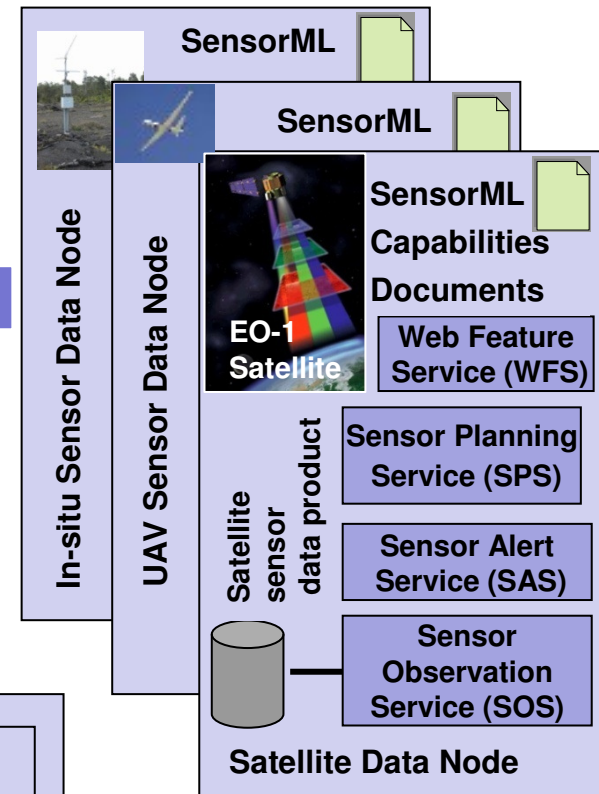 SensorML
In-situ Sensor Data Node
SensorML
UAV Sensor Data Node
EO-1
Satellite
SensorML
Capabilities
Documents
Web Feature
Service (WFS)
Sensor Planning
Service (SPS)
Sensor Alert
Service (SAS)
Satellite
sensor
data product
Sensor
Observation
Service (SOS)
Satellite Data Node